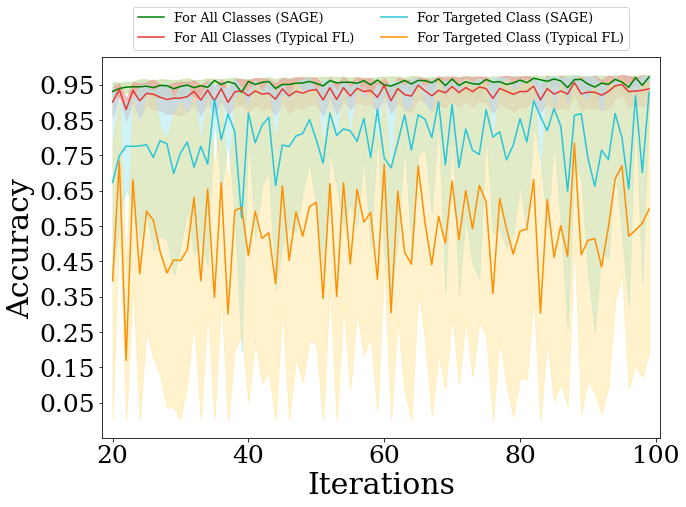 For All Classes (SAGE)
For All Classes (Typical FL)
For Targeted Class (SAGE)
For Targeted Class (Typical FL)
Accuracy
0.95
0.85
0.75
0.65
0.55
0.45
0.35
0.25
0.15
0.05
20 40 60 80 100
Iterations